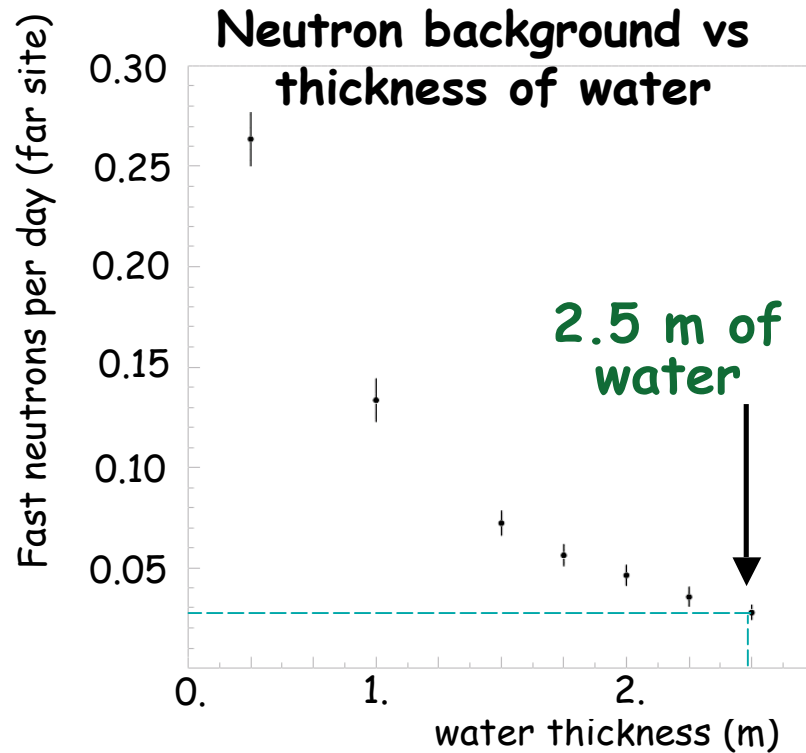 Neutron background vs
thickness of water
Fast neutrons per day (far site)
0.30
0.25
0.20
0.15
0.10
0.05
2.5 m of
water
0.
1.
2.
water thickness (m)